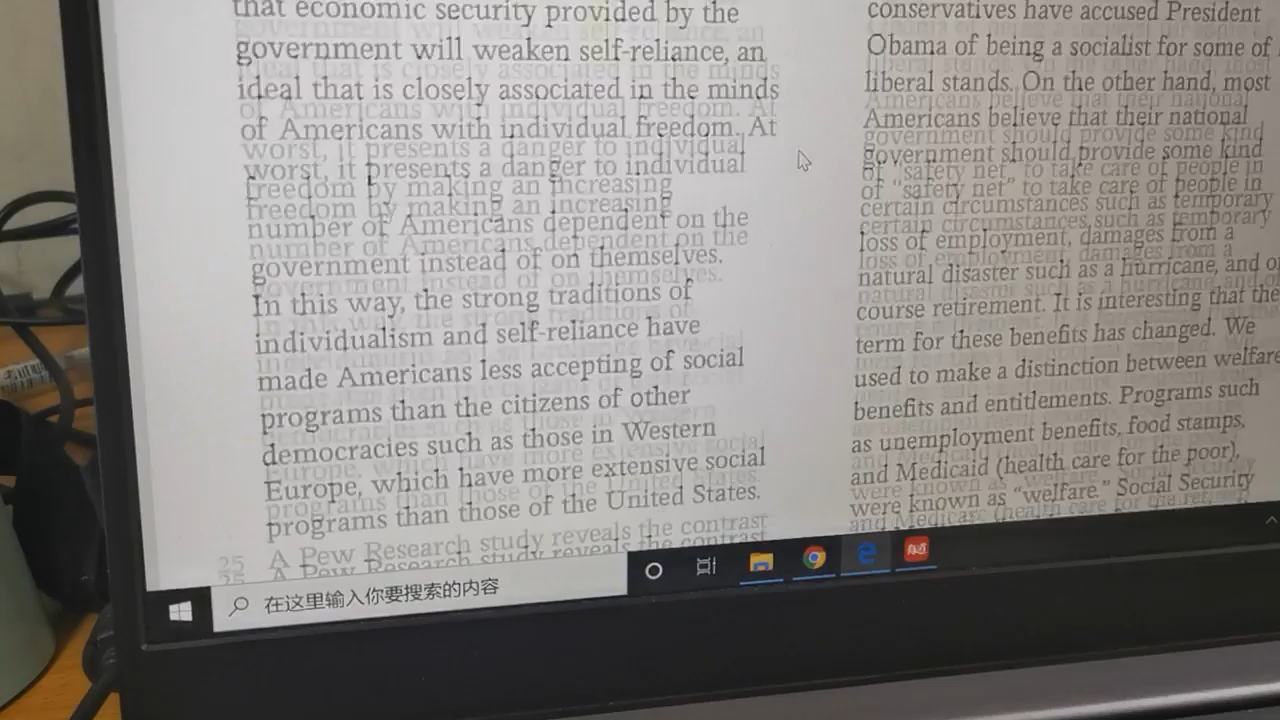 that economic security provided by the
government will weaken self-reliance, an
ideal that is closely associated in the minds
of Americans with individual freedom. At
worst, it presents a danger to individual
freedom by making an increasing
number of Americans dependent on the
government instead of on themselves.
In this way, the strong traditions of
individualism and self-reliance have
made Americans less accepting of social
programs than the citizens of other
democracies such as those in Western
Europe, which have more extensive social
programs than those of the United States.
25 A Pew Research study reveals the contrast
conservatives have accused President
Obama of being a socialist for some of
liberal stands. On the other hand, most
Americans believe that their national
government should provide some kind
of "safety net" to take care of people in
certain circumstances such as temporary
loss of employment, damages from a
natural disaster such as a hurricane, and of
course retirement. It is interesting that the
term for these benefits has changed. We
used to make a distinction between welfare
benefits and entitlements. Programs such
as unemployment benefits, food stamps,
and Medicaid (health care for the poor),
were known as "welfare." Social Security
and Medicare (health care for the
在这里输入你要搜索的内容